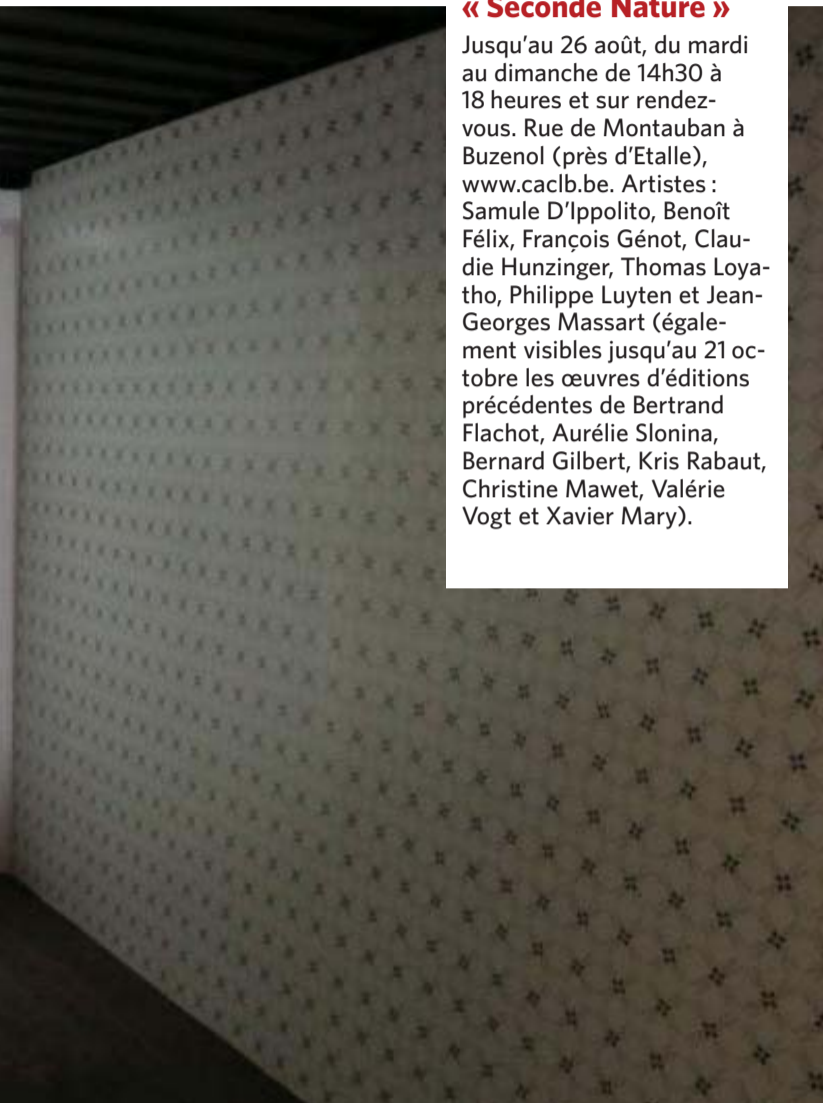 « Seconde Nature »
Jusqu’au 26 août, du mardi
au dimanche de 14h30 à
18 heures et sur rendez-
vous. Rue de Montauban à
Buzenol (près d’Etalle),
www.caclb.be. Artistes :
Samule D’Ippolito, Benoît
Félix, François Génot, Clau-
die Hunzinger, Thomas Loya-
tho, Philippe Luyten et Jean-
Georges Massart (égale-
ment visibles jusqu’au 21 oc-
tobre les œuvres d’éditions
précédentes de Bertrand
Flachot, Aurélie Slonina,
Bernard Gilbert, Kris Rabaut,
Christine Mawet, Valérie
Vogt et Xavier Mary).